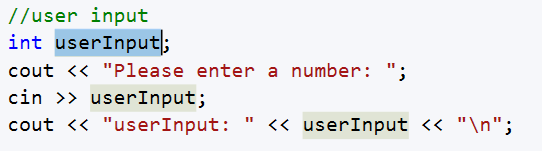 //user input
int userInput;
cout << "Please enter a number: ";
cin >> userInput;
cout << "userInput: " << userInput << "\n";